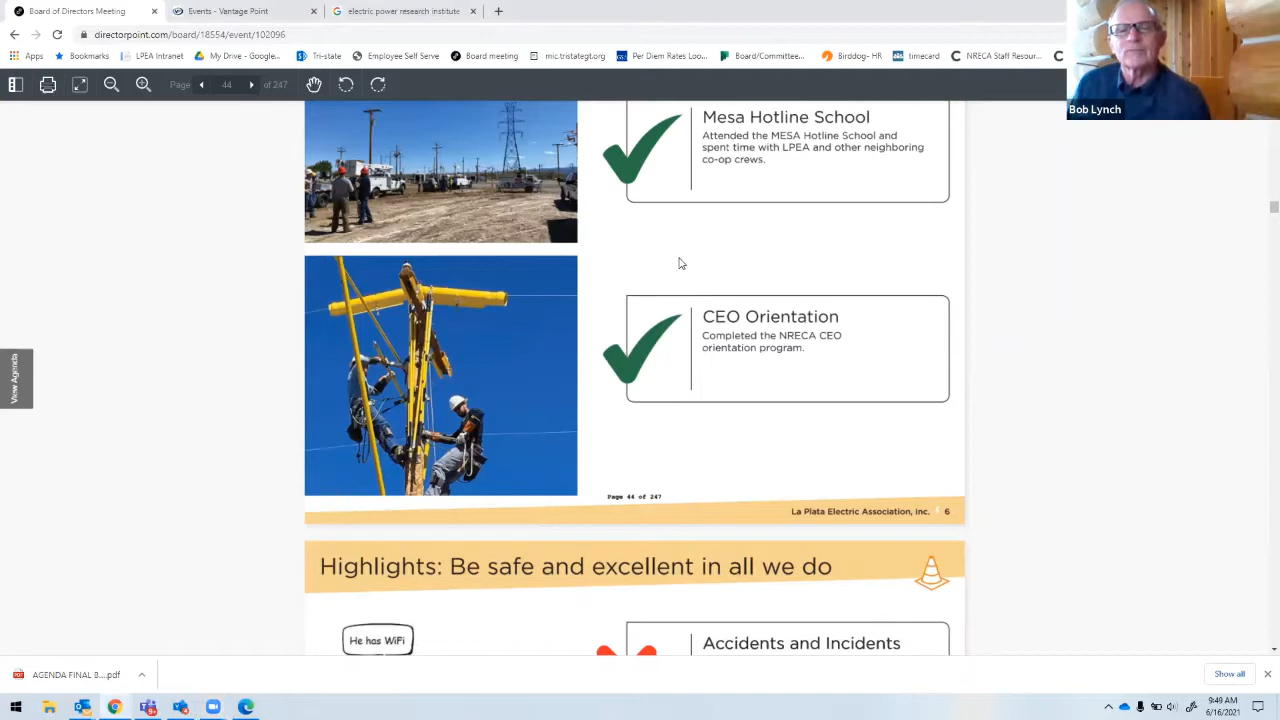 Board of Directors Meeting
Events - Vantage Point
electric power research institute
directorpoint.com/board/18554/event/102096
Apps
Bookmarks
LPEA Intranet
My Drive - Google...
Tri-state
Employee Self Serve
Board meeting
mic.tristategt.org
Per Diem Rates Loo...
Board/Committee...
Birddog- HR
timecard
NRECA Staff Resour...
Page 44 of 247
Bob Lynch
Mesa Hotline School
Attended the MESA Hotline School and
spent time with LPEA and other neighboring
co-op crews.
CEO Orientation
Completed the NRECA CEO
orientation program.
View Agenda
Page 44 of 247
La Plata Electric Association, Inc. 6
Highlights: Be safe and excellent in all we do
He has WiFi
Accidents and Incidents
AGENDA FINAL B....pdf
Show all
9:49 AM
6/16/2021